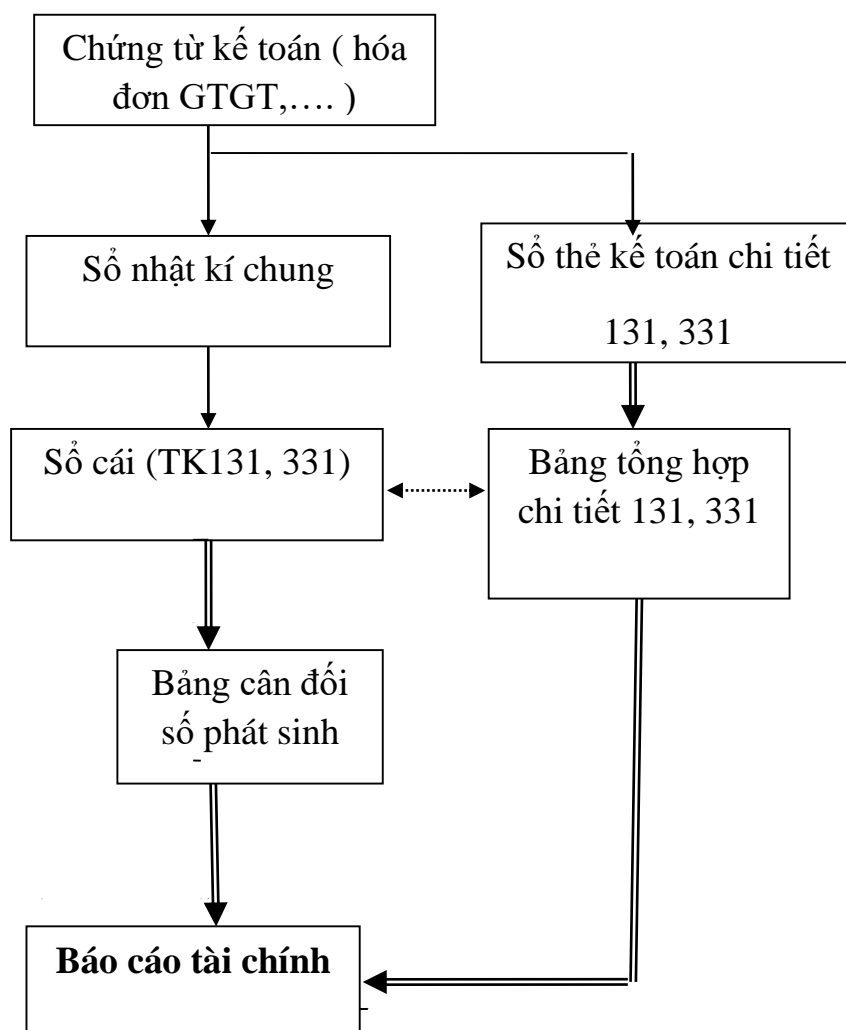 Chứng từ kế toán ( hóa
đơn GTGT,…. )
Sổ nhật kí chung
Sổ thẻ kế toán chi tiết
131, 331
Sổ cái (TK131, 331)
Bảng tổng hợp
chi tiết 131, 331
Bảng cân đối
số phát sinh
Báo cáo tài chính